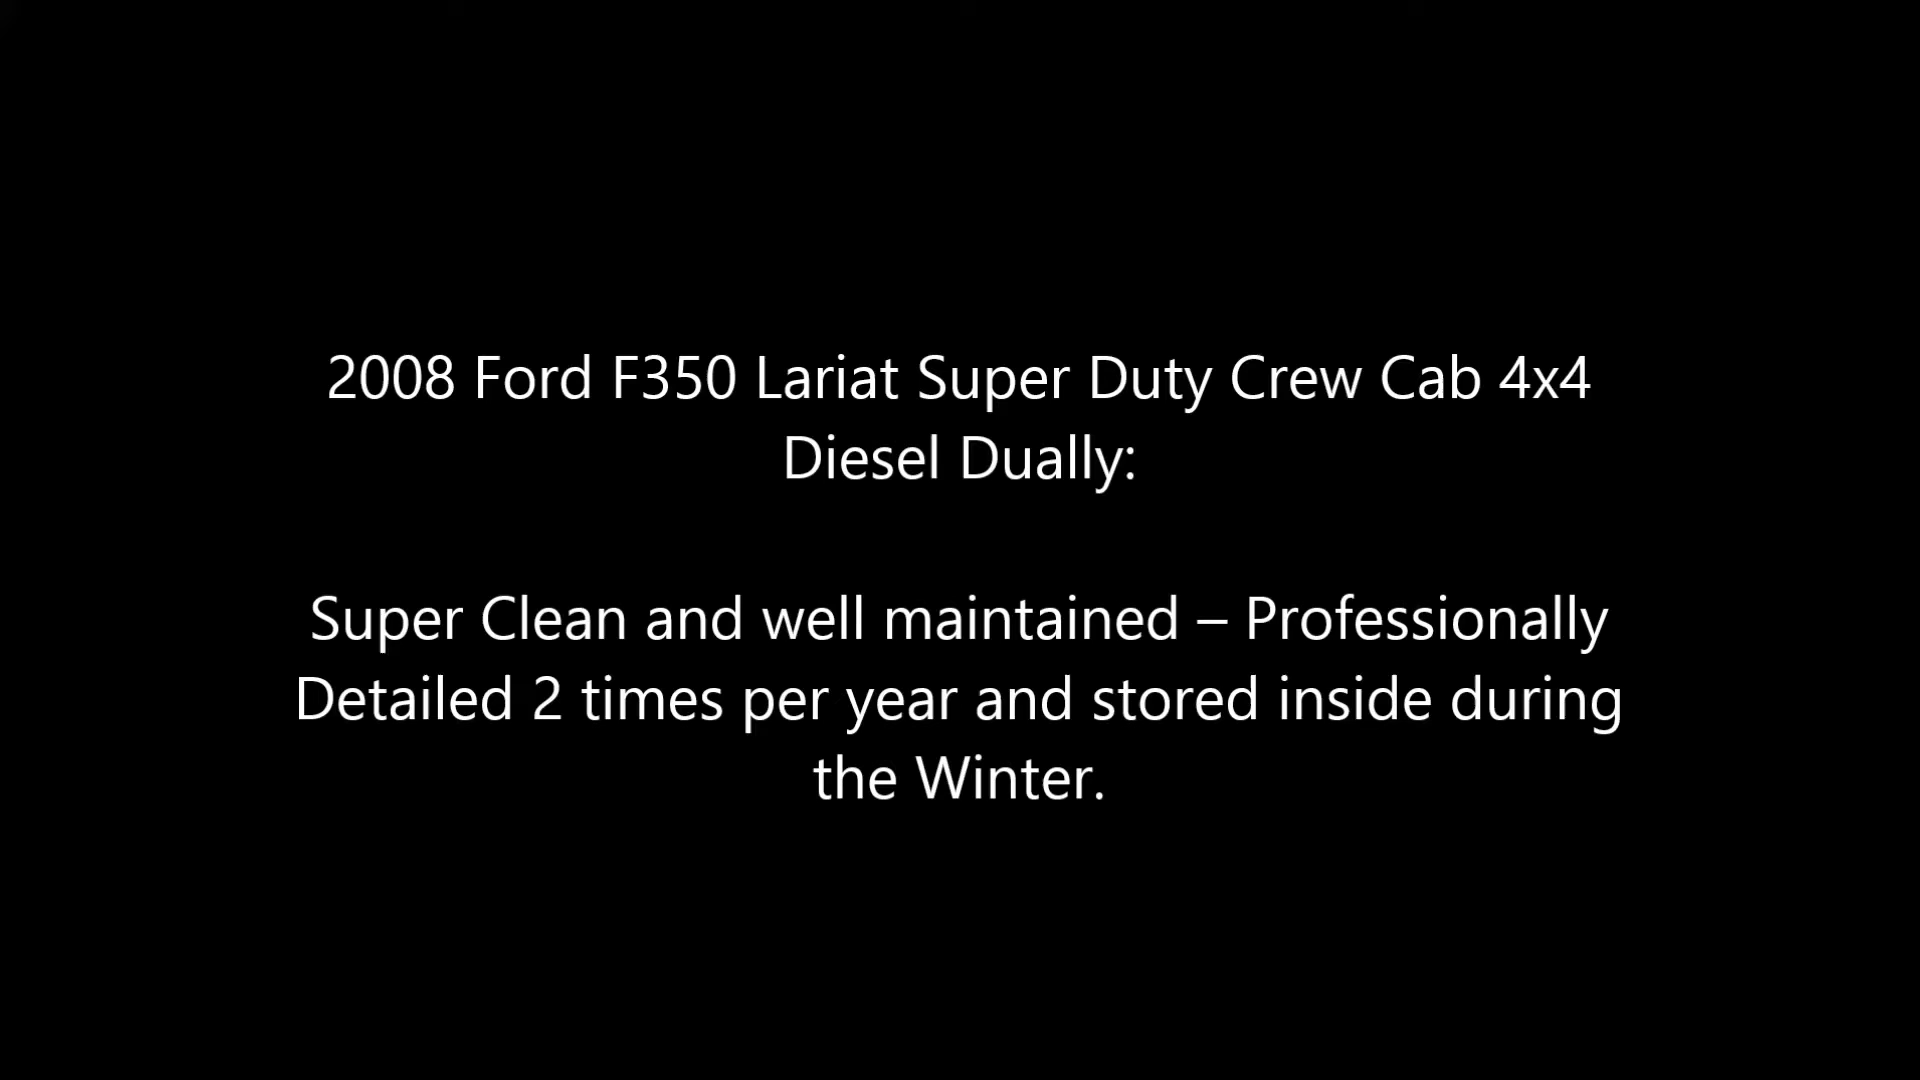 2008 Ford F350 Lariat Super Duty Crew Cab 4x4
Diesel Dually:
Super Clean and well maintained – Professionally
Detailed 2 times per year and stored inside during
the Winter.